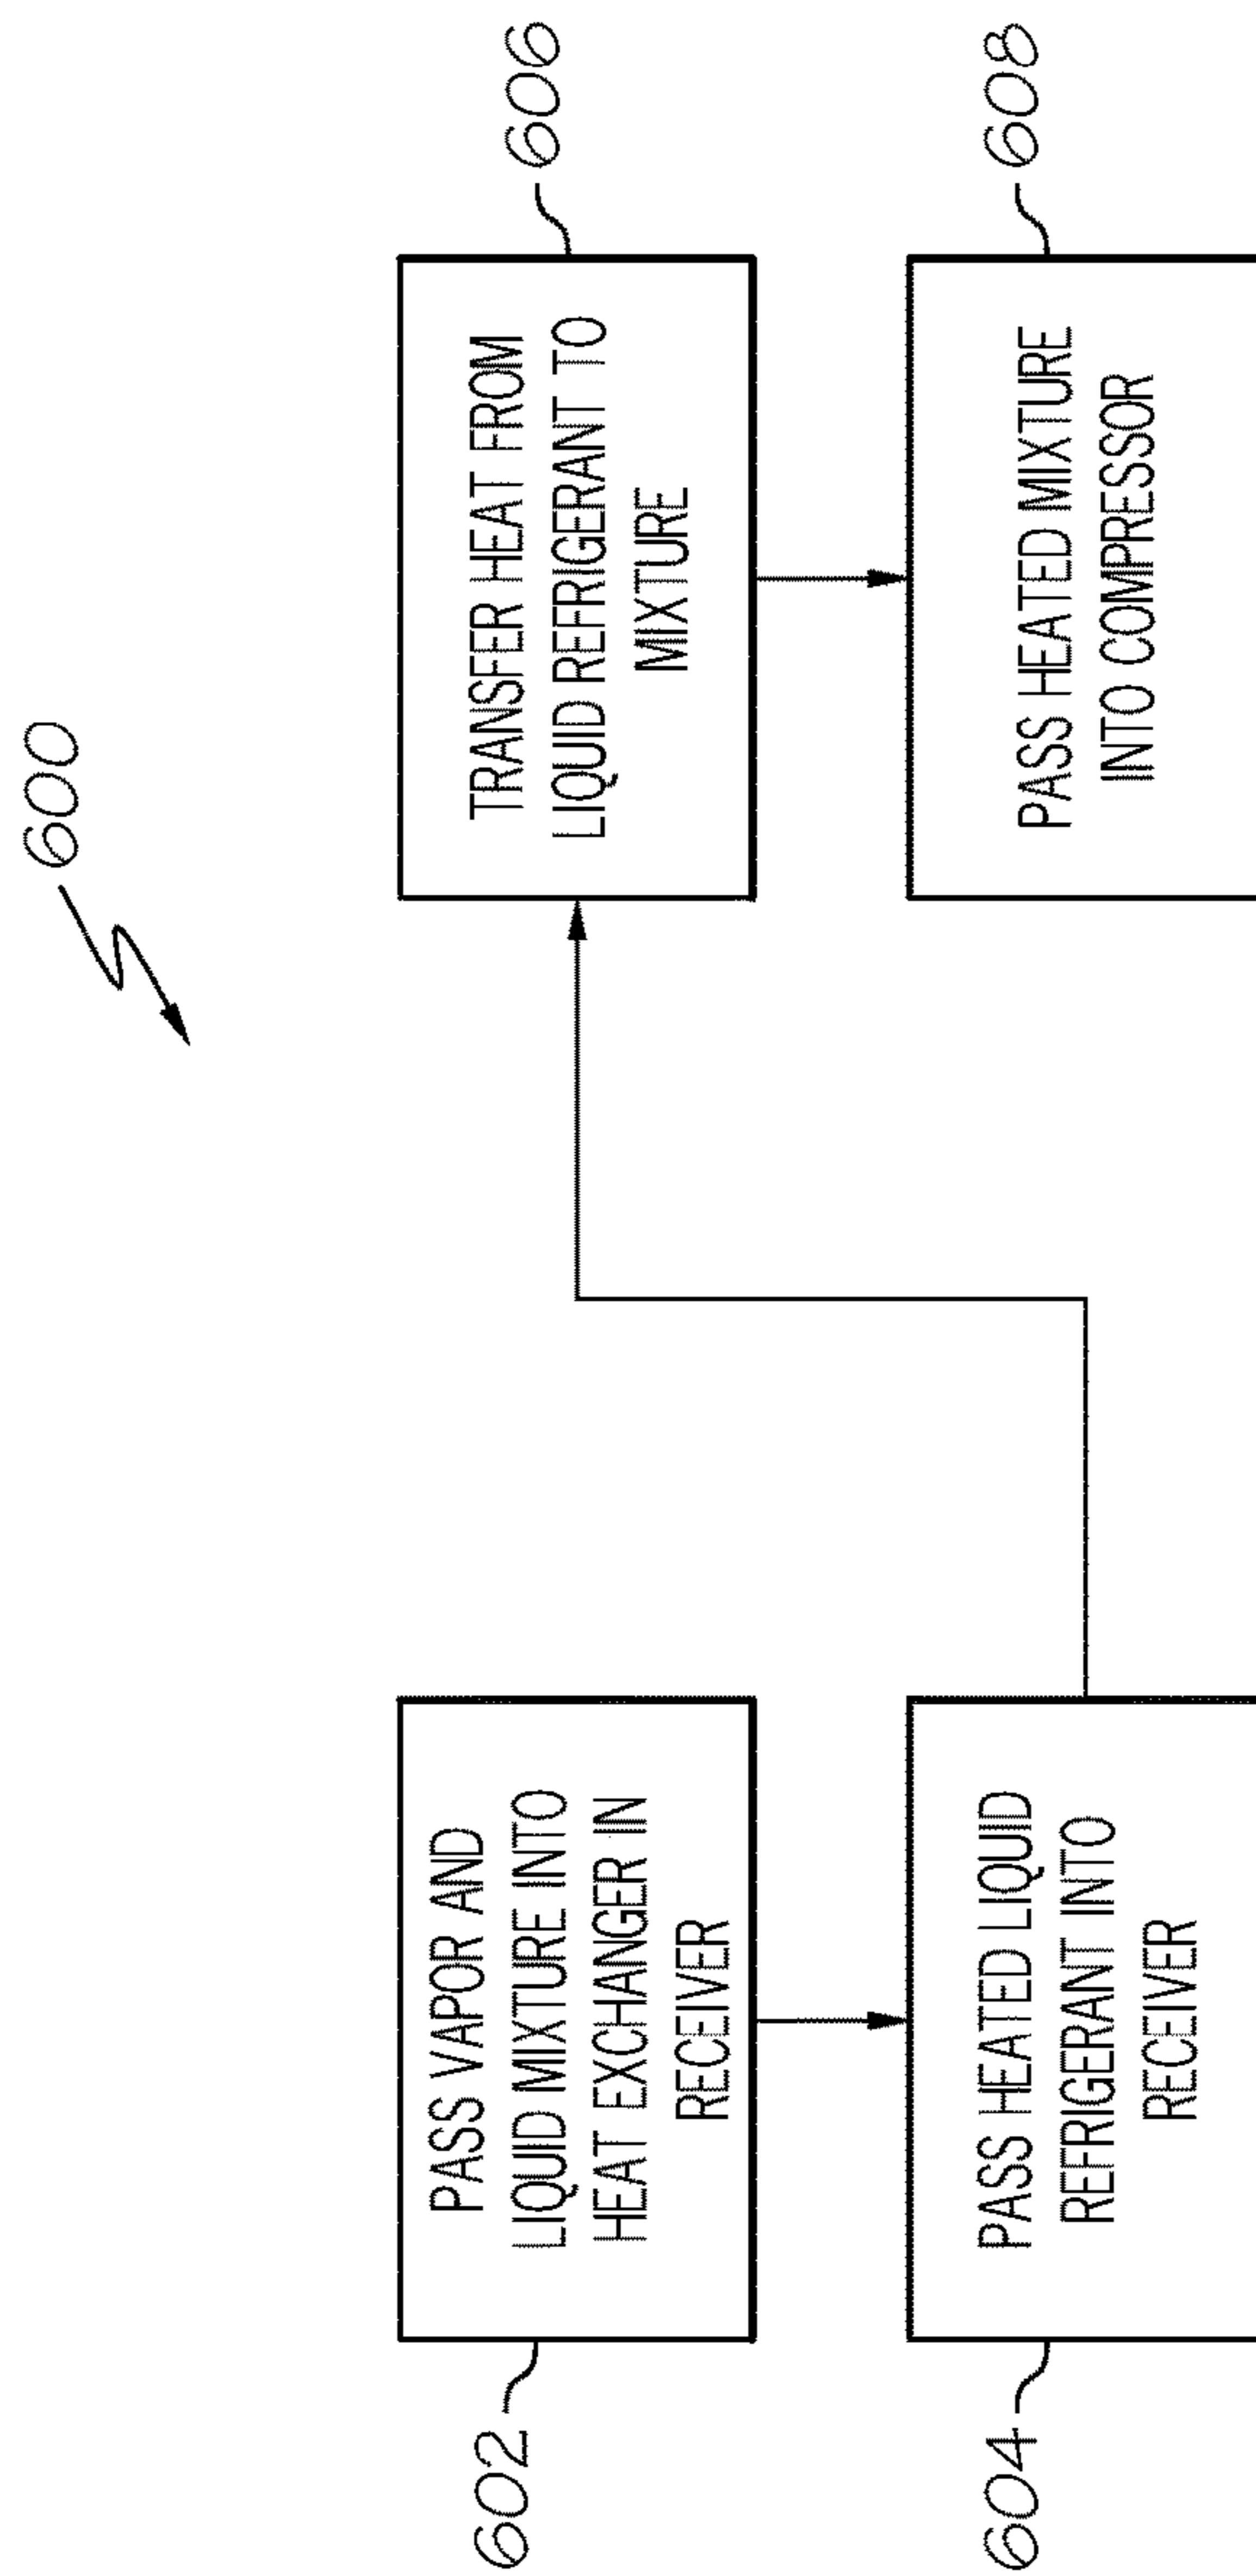 600
602
PASS VAPOR AND
LIQUID MIXTURE INTO
HEAT EXCHANGER IN
RECEIVER
604
PASS HEATED LIQUID
REFRIGERANT INTO
RECEIVER
TRANSFER HEAT FROM
LIQUID REFRIGERANT TO
MIXTURE
606
PASS HEATED MIXTURE
INTO COMPRESSOR
608